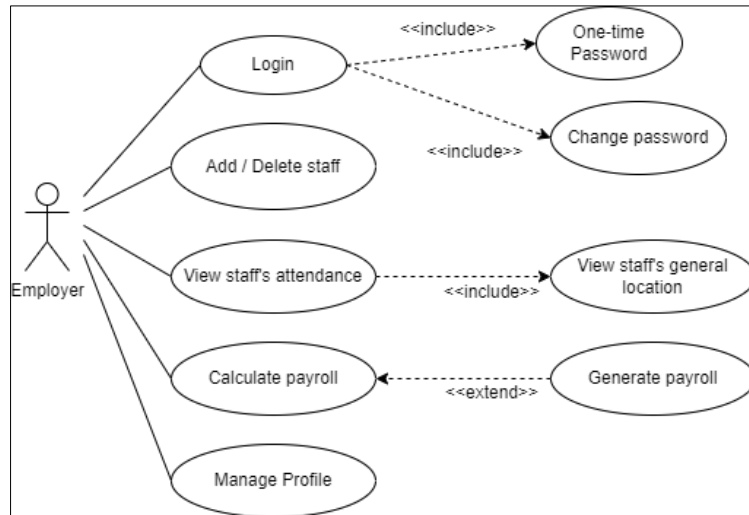 <<include>>
One-time
Password
Login
<<include>>
Change password
Add / Delete staff
Employer
View staff's attendance
<<include>>
View staff's general
location
Calculate payroll
<<extend>>
Generate payroll
Manage Profile